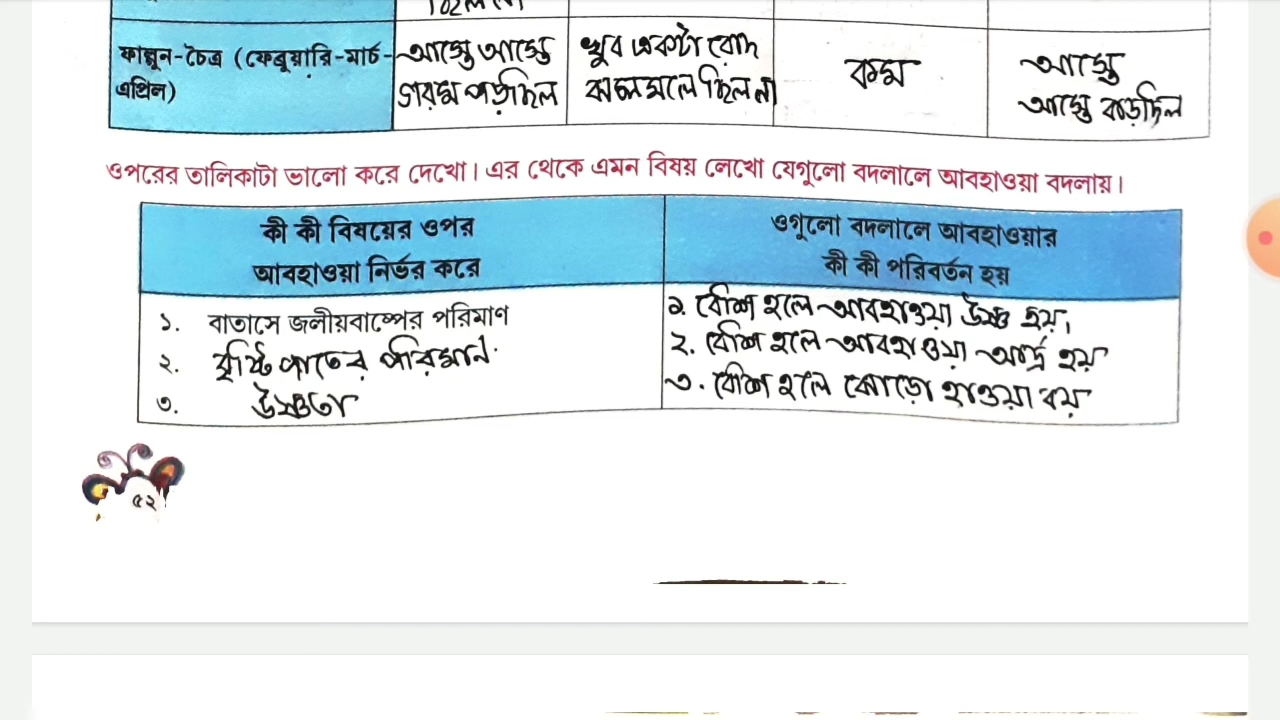 ফাল্গুন-চৈত্র (ফেব্রুয়ারি-মার্চ-এপ্রিল)
আস্তে আস্তে গরম পড়ছিল
খুব একটা রোদ ঝলমলে ছিল না
কম
আস্তে আস্তে বাড়ছিল
ওপরের তালিকাটা ভালো করে দেখো। এর থেকে এমন বিষয় লেখো যেগুলো বদলালে আবহাওয়া বদলায়।
কী কী বিষয়ের ওপর
আবহাওয়া নির্ভর করে
ওগুলো বদলালে আবহাওয়ার
কী কী পরিবর্তন হয়
১. বাতাসে জলীয়বাষ্পের পরিমাণ
২. বৃষ্টি পাতের পরিমান.
৩. উষ্ণতা
১. বেশি হলে আবহাওয়া উষ্ণ হয়,
২. বেশি হলে আবহাওয়া আর্দ্র হয়
৩. বেশি হলে ঝোড়ো হাওয়া বয়
৫২